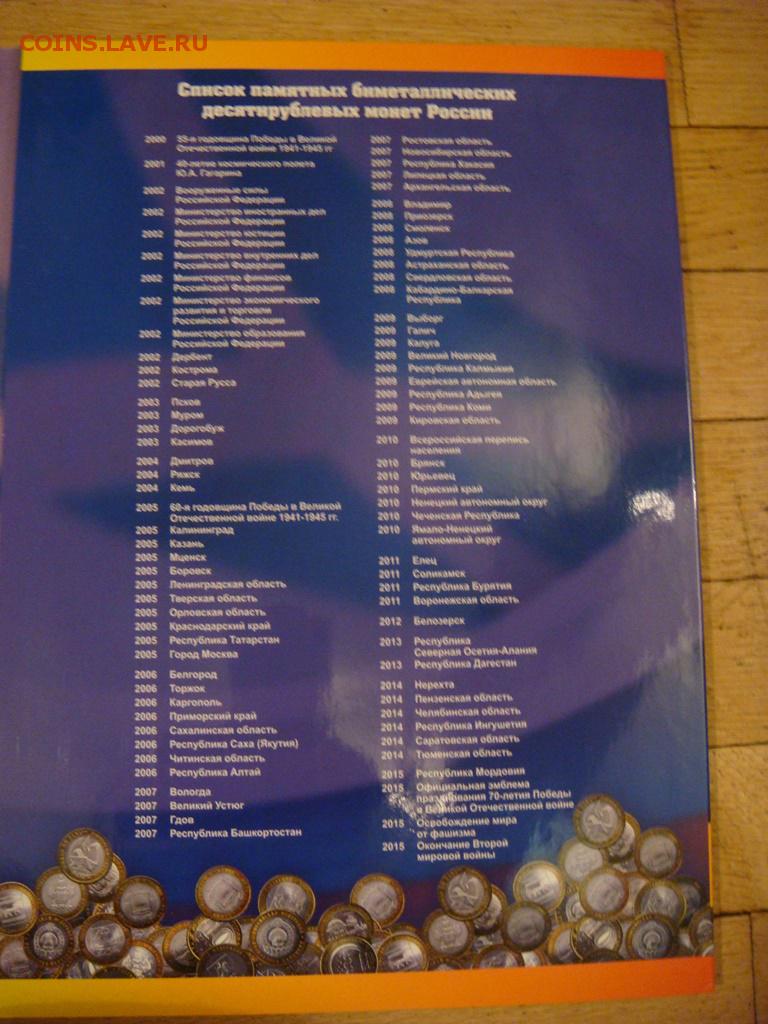 COINS.LAVE.RU
Список памятных биметаллических
десятирублевых монет России
2000 55-я годовщина Победы в Великой
Отечественной войне 1941-1945 гг
2001 40-летие космического полета
Ю.А. Гагарина
2002 Вооруженные силы
Российской Федерации
2002 Министерство иностранных дел
Российской Федерации
2002 Министерство юстиции
Российской Федерации
2002 Министерство внутренних дел
Российской Федерации
2002 Министерство финансов
Российской Федерации
2002 Министерство экономического
развития и торговли
Российской Федерации
2002 Министерство образования
Российской Федерации
2002 Дербент
2002 Кострома
2002 Старая Русса
2003 Псков
2003 Муром
2003 Дорогобуж
2003 Касимов
2004 Дмитров
2004 Ряжск
2004 Кемь
2005 60-я годовщина Победы в Великой
Отечественной войне 1941-1945 гг.
2005 Калининград
2005 Казань
2005 Мценск
2005 Боровск
2005 Ленинградская область
2005 Тверская область
2005 Орловская область
2005 Краснодарский край
2005 Республика Татарстан
2005 Город Москва
2006 Белгород
2006 Торжок
2006 Каргополь
2006 Приморский край
2006 Сахалинская область
2006 Республика Саха (Якутия)
2006 Читинская область
2006 Республика Алтай
2007 Вологда
2007 Великий Устюг
2007 Гдов
2007 Республика Башкортостан
2007 Ростовская область
2007 Новосибирская область
2007 Республика Хакасия
2007 Липецкая область
2007 Архангельская область
2008 Владимир
2008 Приозерск
2008 Смоленск
2008 Азов
2008 Удмуртская Республика
2008 Астраханская область
2008 Свердловская область
2008 Кабардино-Балкарская
Республика
2009 Выборг
2009 Галич
2009 Калуга
2009 Великий Новгород
2009 Республика Калмыкия
2009 Еврейская автономная область
2009 Республика Адыгея
2009 Республика Коми
2009 Кировская область
2010 Всероссийская перепись
населения
2010 Брянск
2010 Юрьевец
2010 Пермский край
2010 Ненецкий автономный округ
2010 Чеченская Республика
2010 Ямало-Ненецкий
автономный округ
2011 Елец
2011 Соликамск
2011 Республика Бурятия
2011 Воронежская область
2012 Белозерск
2013 Республика
Северная Осетия-Алания
2013 Республика Дагестан
2014 Нерехта
2014 Пензенская область
2014 Челябинская область
2014 Республика Ингушетия
2014 Саратовская область
2014 Тюменская область
2015 Республика Мордовия
2015 Официальная эмблема
празднования 70-летия Победы
в Великой Отечественной войне
2015 Освобождение мира
от фашизма
2015 Окончание Второй
мировой войны